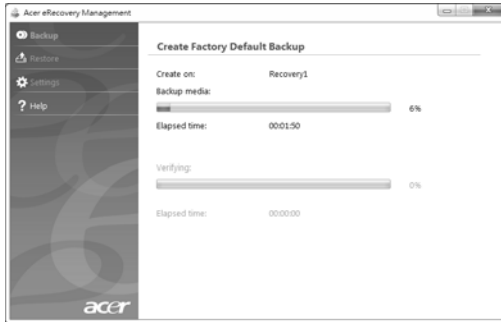 Acer eRecovery Management
Backup
Restore
Settings
Help
Create Factory Default Backup
Create on: Recovery1
Backup media:
6%
Elapsed time: 00:01:50
Verifying:
0%
Elapsed time: 00:00:00
acer